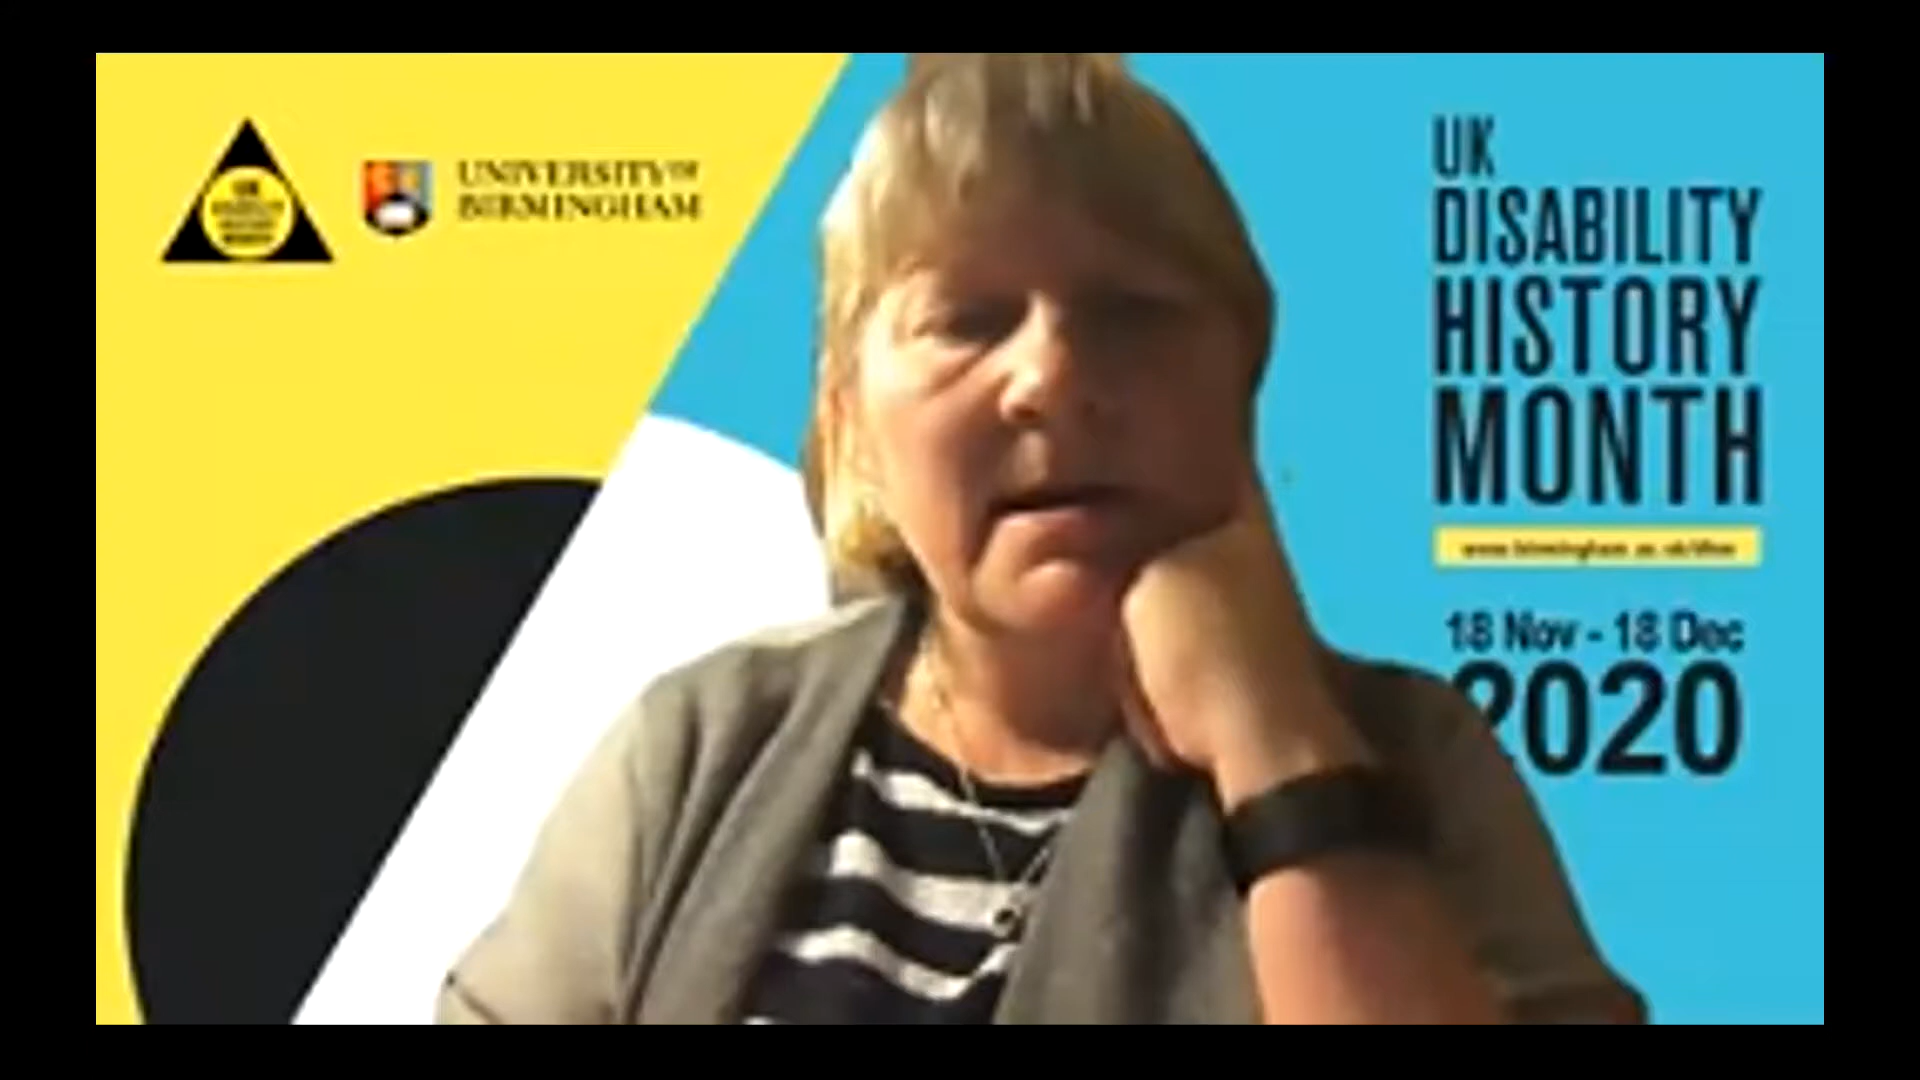 UNIVERSITY OF
BIRMINGHAM
UK
DISABILITY
HISTORY
MONTH
18 Nov - 18 Dec
2020